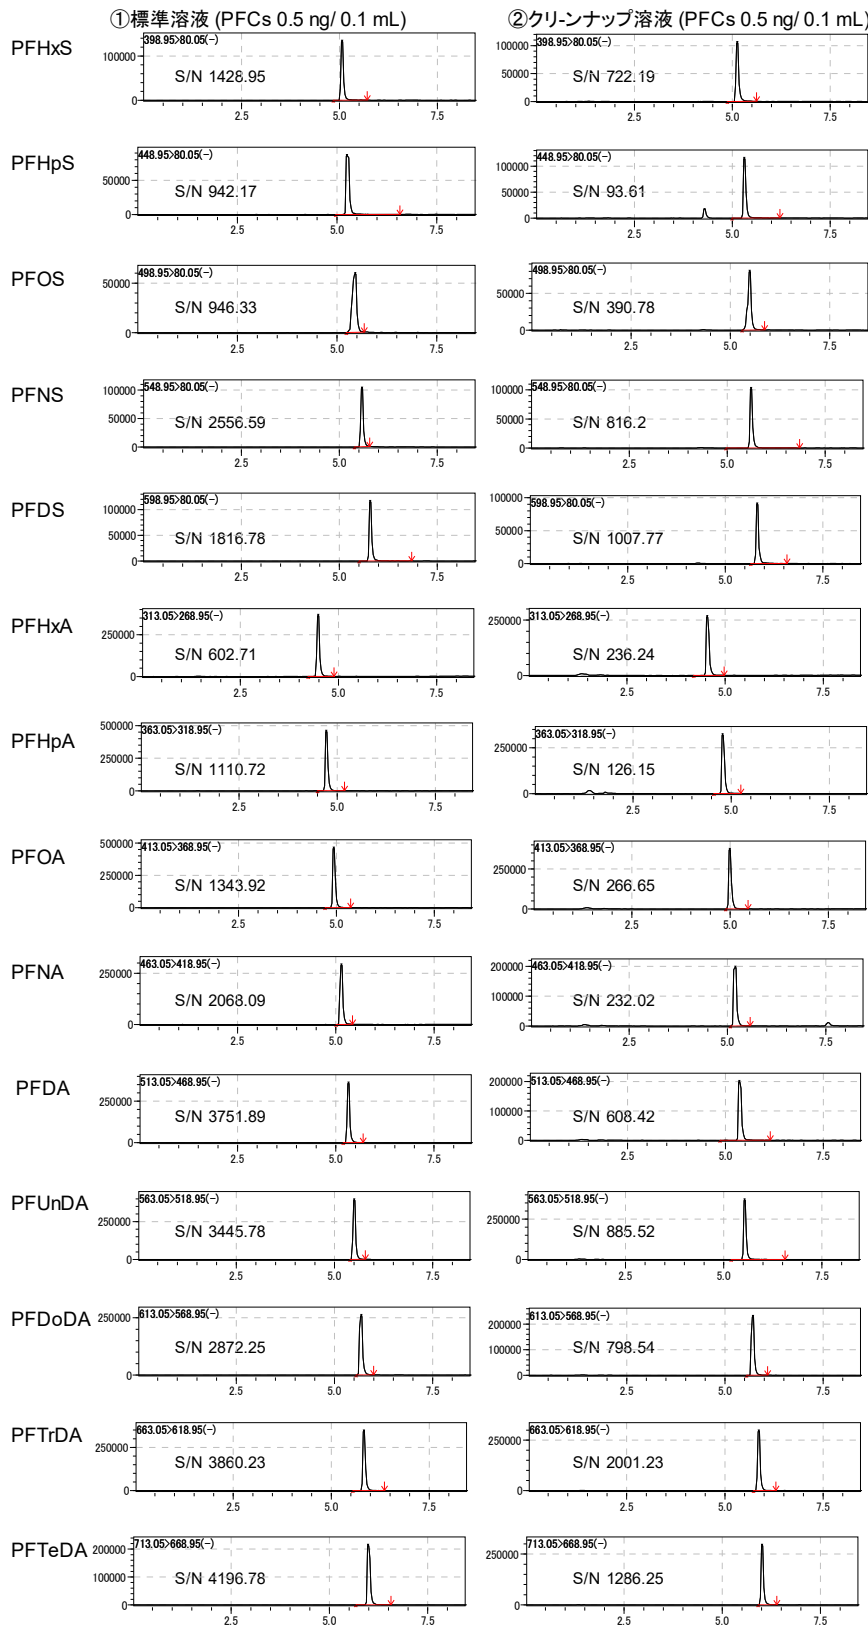 ①標準溶液 (PFCs 0.5 ng/ 0.1 mL)
②クリーンナップ溶液 (PFCs 0.5 ng/ 0.1 mL)
PFHxS
398.95>80.05(-)
100000
0
S/N 1428.95
2.5 5.0 7.5
398.95>80.05(-)
100000
50000
0
S/N 722.19
2.5 5.0 7.5
PFHpS
448.95>80.05(-)
50000
0
S/N 942.17
2.5 5.0 7.5
448.95>80.05(-)
100000
50000
0
S/N 93.61
2.5 5.0 7.5
PFOS
498.95>80.05(-)
50000
0
S/N 946.33
2.5 5.0 7.5
498.95>80.05(-)
50000
0
S/N 390.78
2.5 5.0 7.5
PFNS
548.95>80.05(-)
100000
50000
0
S/N 2556.59
2.5 5.0 7.5
548.95>80.05(-)
100000
50000
0
S/N 816.2
2.5 5.0 7.5
PFDS
598.95>80.05(-)
100000
50000
0
S/N 1816.78
2.5 5.0 7.5
598.95>80.05(-)
100000
50000
0
S/N 1007.77
2.5 5.0 7.5
PFHxA
313.05>268.95(-)
250000
0
S/N 602.71
2.5 5.0 7.5
313.05>268.95(-)
250000
0
S/N 236.24
2.5 5.0 7.5
PFHpA
363.05>318.95(-)
500000
250000
0
S/N 1110.72
2.5 5.0 7.5
363.05>318.95(-)
250000
0
S/N 126.15
2.5 5.0 7.5
PFOA
413.05>368.95(-)
500000
250000
0
S/N 1343.92
2.5 5.0 7.5
413.05>368.95(-)
250000
0
S/N 266.65
2.5 5.0 7.5
PFNA
463.05>418.95(-)
250000
0
S/N 2068.09
2.5 5.0 7.5
463.05>418.95(-)
200000
100000
0
S/N 232.02
2.5 5.0 7.5
PFDA
513.05>468.95(-)
250000
0
S/N 3751.89
2.5 5.0 7.5
513.05>468.95(-)
200000
100000
0
S/N 608.42
2.5 5.0 7.5
PFUnDA
563.05>518.95(-)
250000
0
S/N 3445.78
2.5 5.0 7.5
563.05>518.95(-)
250000
0
S/N 885.52
2.5 5.0 7.5
PFDoDA
613.05>568.95(-)
250000
0
S/N 2872.25
2.5 5.0 7.5
613.05>568.95(-)
200000
100000
0
S/N 798.54
2.5 5.0 7.5
PFTrDA
663.05>618.95(-)
250000
0
S/N 3860.23
2.5 5.0 7.5
663.05>618.95(-)
250000
0
S/N 2001.23
2.5 5.0 7.5
PFTeDA
713.05>668.95(-)
200000
100000
0
S/N 4196.78
2.5 5.0 7.5
713.05>668.95(-)
250000
0
S/N 1286.25
2.5 5.0 7.5